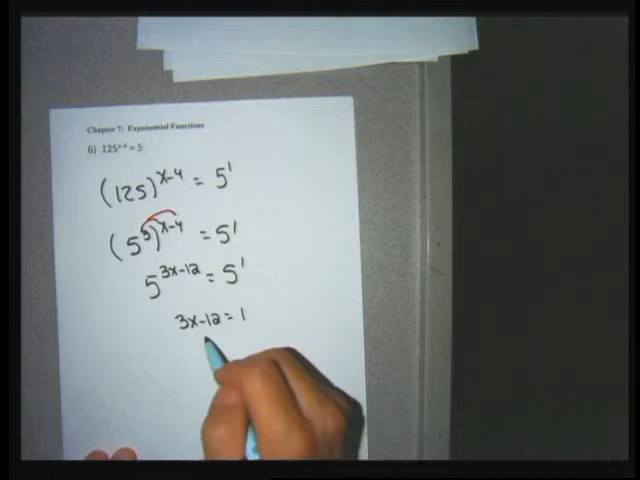 Chapter 7: Exponential Functions
6) 125^(x-4) = 5
(125)^(x-4) = 5^1
(5^3)^(x-4) = 5^1
5^(3x-12) = 5^1
3x-12 = 1